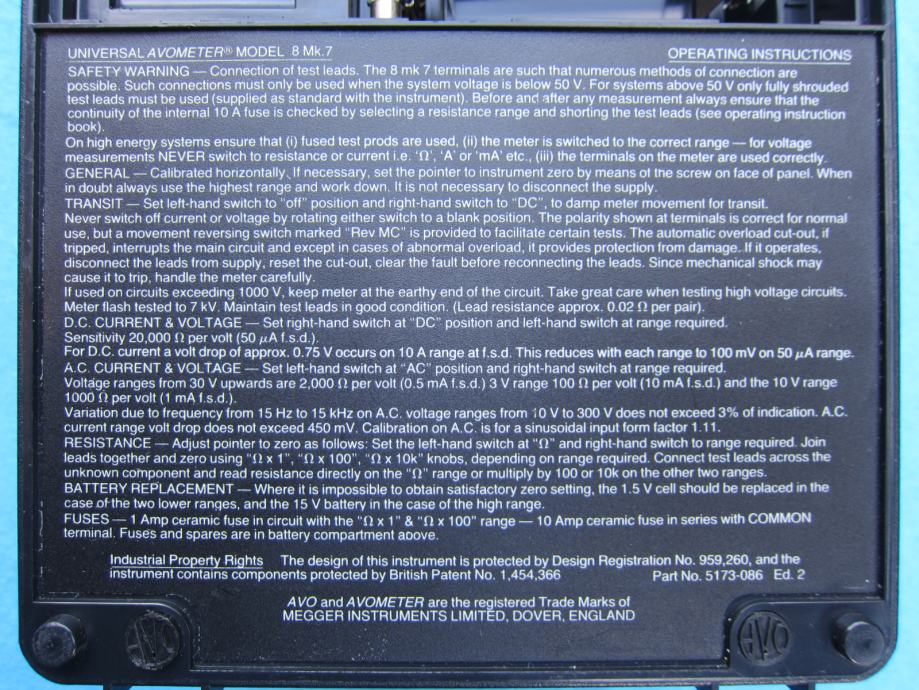 UNIVERSAL AVOMETER® MODEL 8 Mk.7
OPERATING INSTRUCTIONS
SAFETY WARNING — Connection of test leads. The 8 mk 7 terminals are such that numerous methods of connection are
possible. Such connections must only be used when the system voltage is below 50 V. For systems above 50 V only fully shrouded
test leads must be used (supplied as standard with the instrument). Before and after any measurement always ensure that the
continuity of the internal 10 A fuse is checked by selecting a resistance range and shorting the test leads (see operating instruction
book).
On high energy systems ensure that (i) fused test prods are used, (ii) the meter is switched to the correct range — for voltage
measurements NEVER switch to resistance or current i.e. 'Ω', 'A' or 'mA' etc., (iii) the terminals on the meter are used correctly.
GENERAL — Calibrated horizontally. If necessary, set the pointer to instrument zero by means of the screw on face of panel. When
in doubt always use the highest range and work down. It is not necessary to disconnect the supply.
TRANSIT — Set left-hand switch to "off" position and right-hand switch to "DC", to damp meter movement for transit.
Never switch off current or voltage by rotating either switch to a blank position. The polarity shown at terminals is correct for normal
use, but a movement reversing switch marked "Rev MC" is provided to facilitate certain tests. The automatic overload cut-out, if
tripped, interrupts the main circuit and except in cases of abnormal overload, it provides protection from damage. If it operates,
disconnect the leads from supply, reset the cut-out, clear the fault before reconnecting the leads. Since mechanical shock may
cause it to trip, handle the meter carefully.
If used on circuits exceeding 1000 V, keep meter at the earthy end of the circuit. Take great care when testing high voltage circuits.
Meter flash tested to 7 kV. Maintain test leads in good condition. (Lead resistance approx. 0.02 Ω per pair).
D.C. CURRENT & VOLTAGE — Set right-hand switch at "DC" position and left-hand switch at range required.
Sensitivity 20,000 Ω per volt (50 μA f.s.d.).
For D.C. current a volt drop of approx. 0.75 V occurs on 10 A range at f.s.d. This reduces with each range to 100 mV on 50 μA range.
A.C. CURRENT & VOLTAGE — Set left-hand switch at "AC" position and right-hand switch at range required.
Voltage ranges from 30 V upwards are 2,000 Ω per volt (0.5 mA f.s.d.) 3 V range 100 Ω per volt (10 mA f.s.d.) and the 10 V range
1000 Ω per volt (1 mA f.s.d.).
Variation due to frequency from 15 Hz to 15 kHz on A.C. voltage ranges from 10 V to 300 V does not exceed 3% of indication. A.C.
current range volt drop does not exceed 450 mV. Calibration on A.C. is for a sinusoidal input form factor 1.11.
RESISTANCE — Adjust pointer to zero as follows: Set the left-hand switch at "Ω" and right-hand switch to range required. Join
leads together and zero using "Ω x 1", "Ω x 100", "Ω x 10k" knobs, depending on range required. Connect test leads across the
unknown component and read resistance directly on the "Ω" range or multiply by 100 or 10k on the other two ranges.
BATTERY REPLACEMENT — Where it is impossible to obtain satisfactory zero setting, the 1.5 V cell should be replaced in the
case of the two lower ranges, and the 15 V battery in the case of the high range.
FUSES — 1 Amp ceramic fuse in circuit with the "Ω x 1" & "Ω x 100" range — 10 Amp ceramic fuse in series with COMMON
terminal. Fuses and spares are in battery compartment above.
Industrial Property Rights The design of this instrument is protected by Design Registration No. 959,260, and the
instrument contains components protected by British Patent No. 1,454,366
Part No. 5173-086 Ed. 2
AVO and AVOMETER are the registered Trade Marks of
MEGGER INSTRUMENTS LIMITED, DOVER, ENGLAND
AVO
AVO